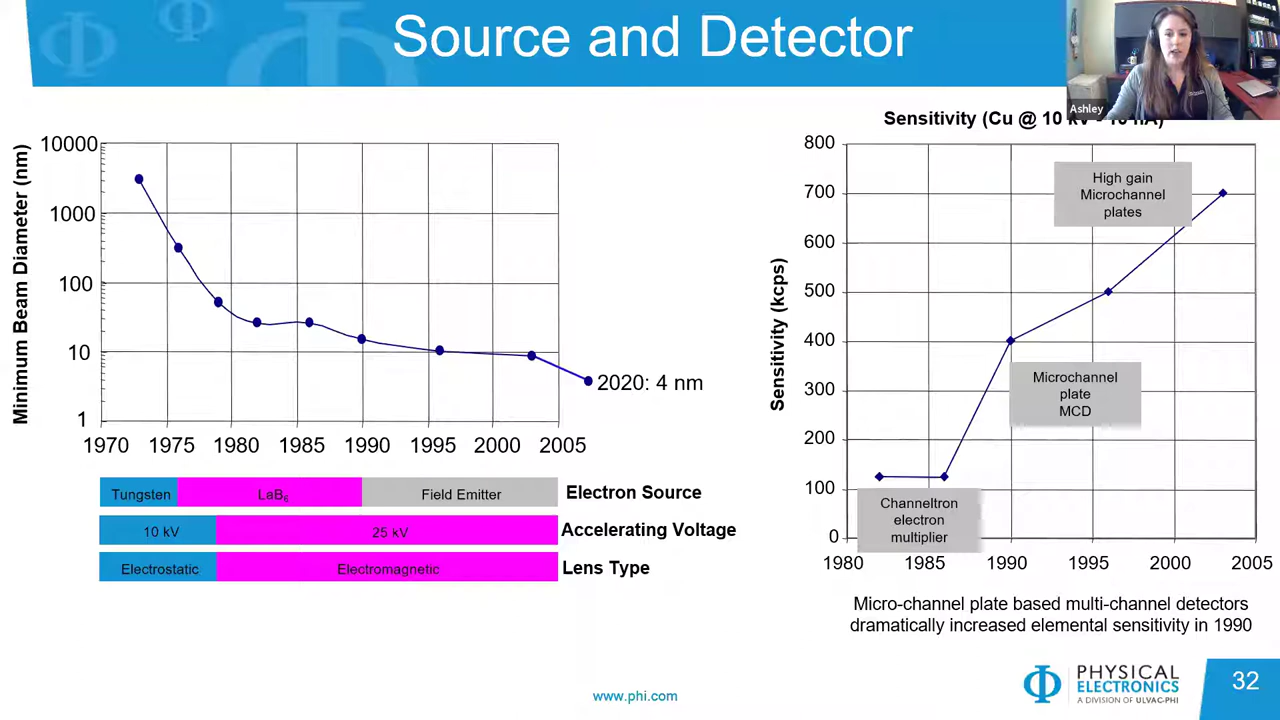 Source and Detector
Ashley
Minimum Beam Diameter (nm)
10000
1000
100
10
1
1970 1975 1980 1985 1990 1995 2000 2005
2020: 4 nm
Tungsten LaB₆ Field Emitter Electron Source
10 kV 25 kV Accelerating Voltage
Electrostatic Electromagnetic Lens Type
Sensitivity (Cu @ 10 kV - 10 nA)
Sensitivity (kcps)
800
700
600
500
400
300
200
100
0
1980 1985 1990 1995 2000 2005
High gain
Microchannel
plates
Microchannel
plate
MCD
Channeltron
electron
multiplier
Micro-channel plate based multi-channel detectors
dramatically increased elemental sensitivity in 1990
www.phi.com
PHYSICAL
ELECTRONICS
A DIVISION OF ULVAC-PHI
32